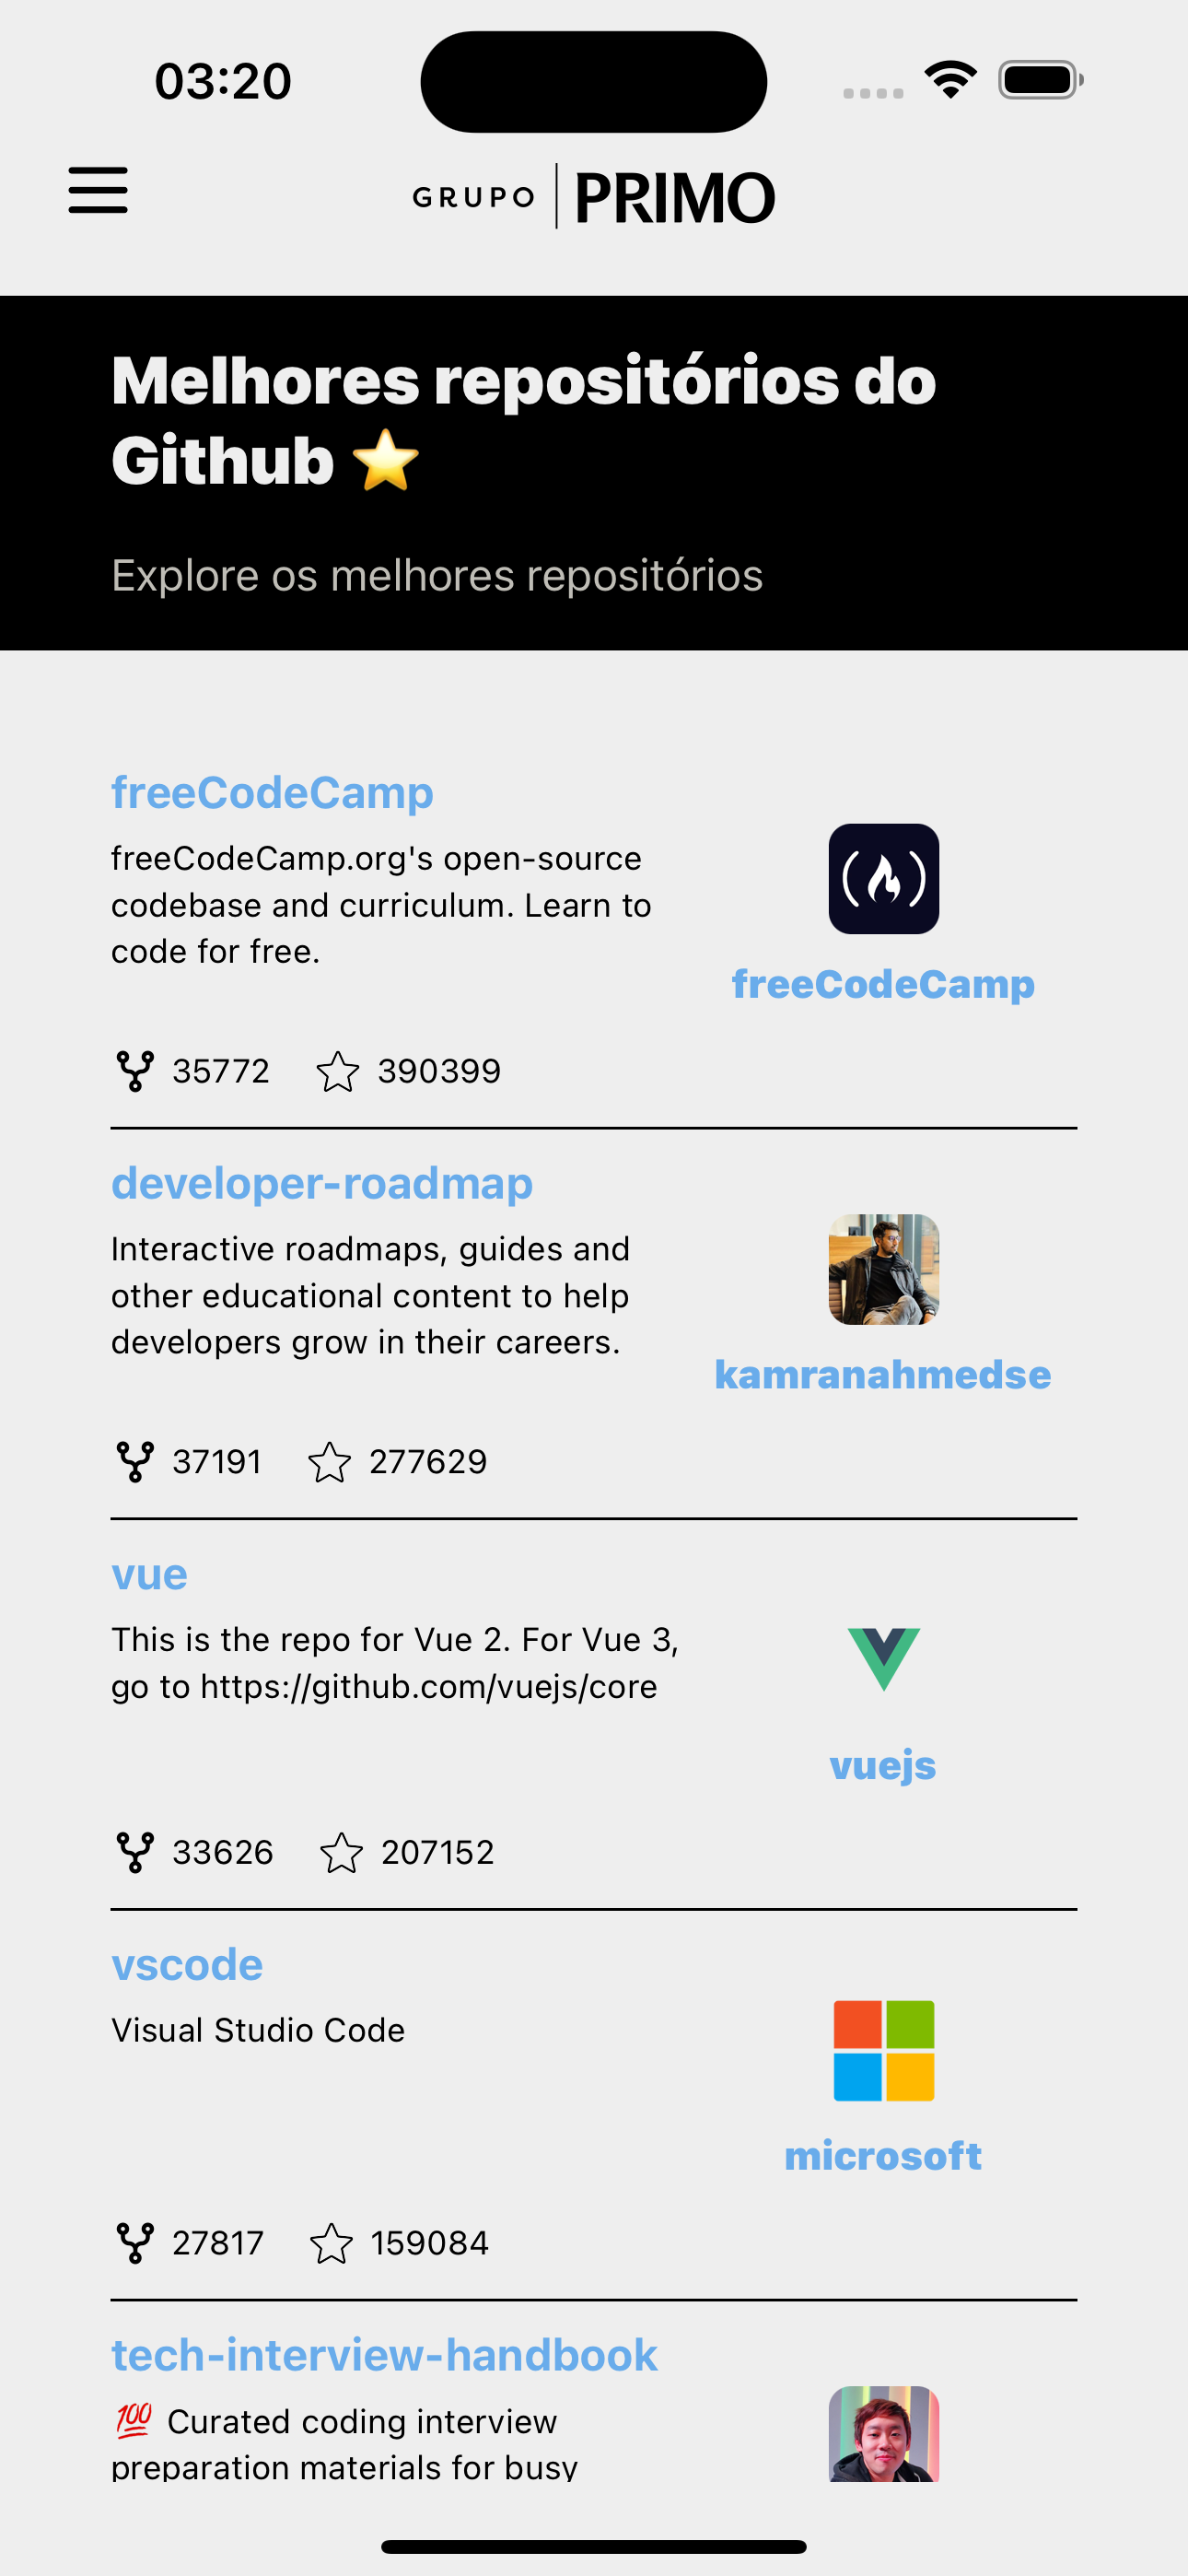 03:20
GRUPO PRIMO
Melhores repositórios do
Github ⭐
Explore os melhores repositórios
freeCodeCamp
freeCodeCamp.org's open-source
codebase and curriculum. Learn to
code for free.
freeCodeCamp
35772 390399
developer-roadmap
Interactive roadmaps, guides and
other educational content to help
developers grow in their careers.
kamranahmedse
37191 277629
vue
This is the repo for Vue 2. For Vue 3,
go to https://github.com/vuejs/core
vuejs
33626 207152
vscode
Visual Studio Code
microsoft
27817 159084
tech-interview-handbook
💯 Curated coding interview
preparation materials for busy